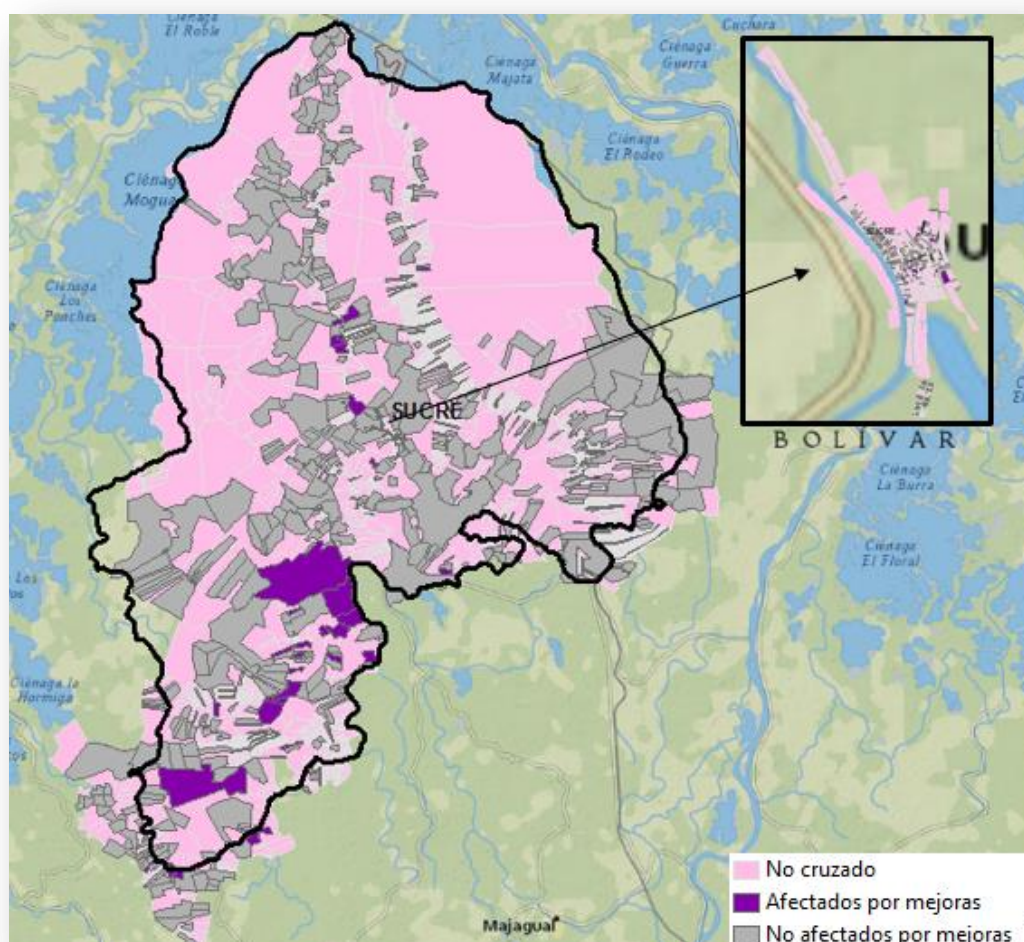 Ciénaga
El Roble
Cuchara
Ciénaga
Guerra
Ciénaga
Majata
Ciénaga
El Rodeo
Ciénaga
Mogua
Ciénaga
Los
Ponches
SUCRE
BOLÍVAR
Ciénaga
La Burra
Ciénaga
El Floral
Los
Ciénaga la
Hormiga
Majagual
No cruzado
Afectados por mejoras
No afectados por mejoras